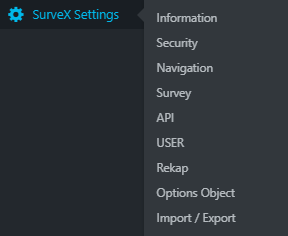 SurveX Settings
Information
Security
Navigation
Survey
API
USER
Rekap
Options Object
Import / Export